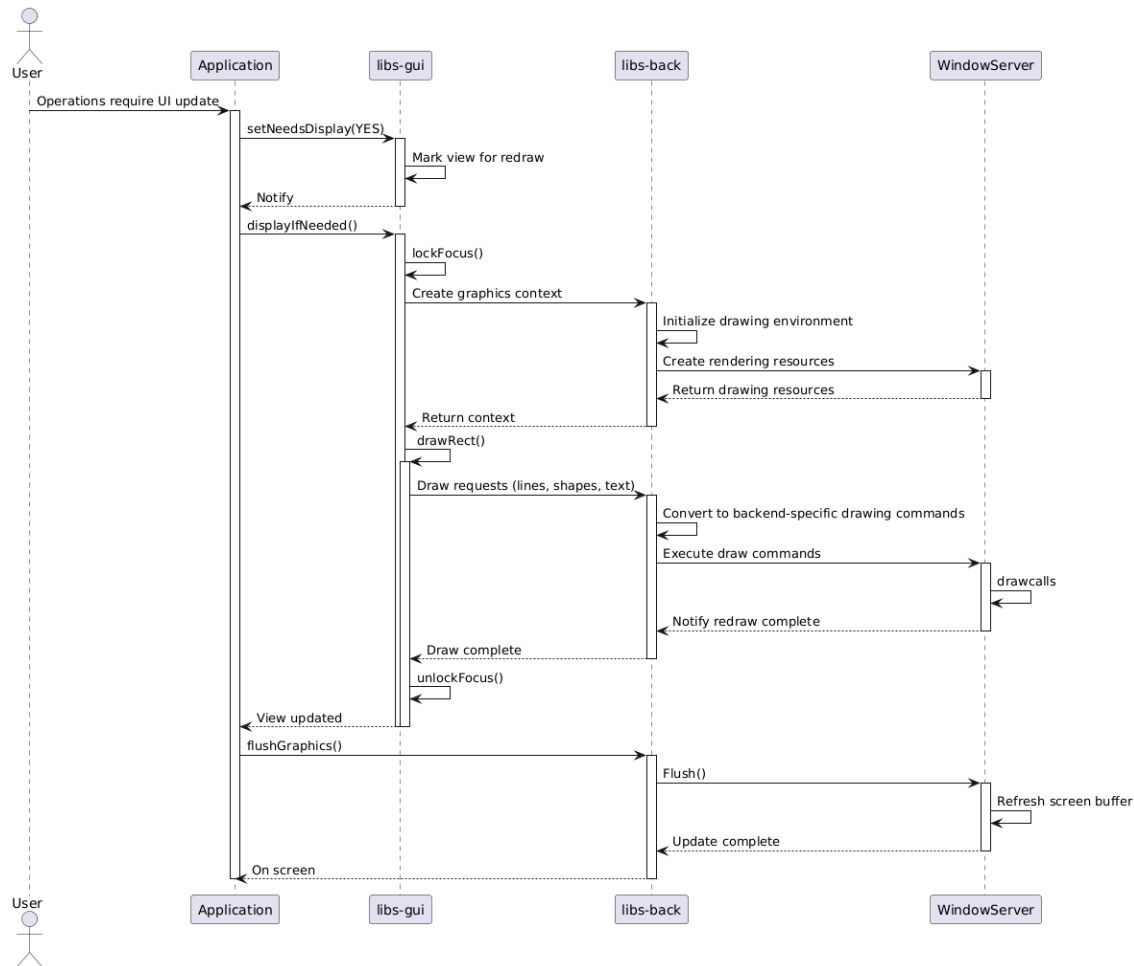 User
Application
libs-gui
libs-back
WindowServer
Operations require UI update
setNeedsDisplay(YES)
Mark view for redraw
Notify
displayIfNeeded()
lockFocus()
Create graphics context
Initialize drawing environment
Create rendering resources
Return drawing resources
Return context
drawRect()
Draw requests (lines, shapes, text)
Convert to backend-specific drawing commands
Execute draw commands
drawcalls
Notify redraw complete
Draw complete
unlockFocus()
View updated
flushGraphics()
Flush()
Refresh screen buffer
Update complete
On screen
User
Application
libs-gui
libs-back
WindowServer